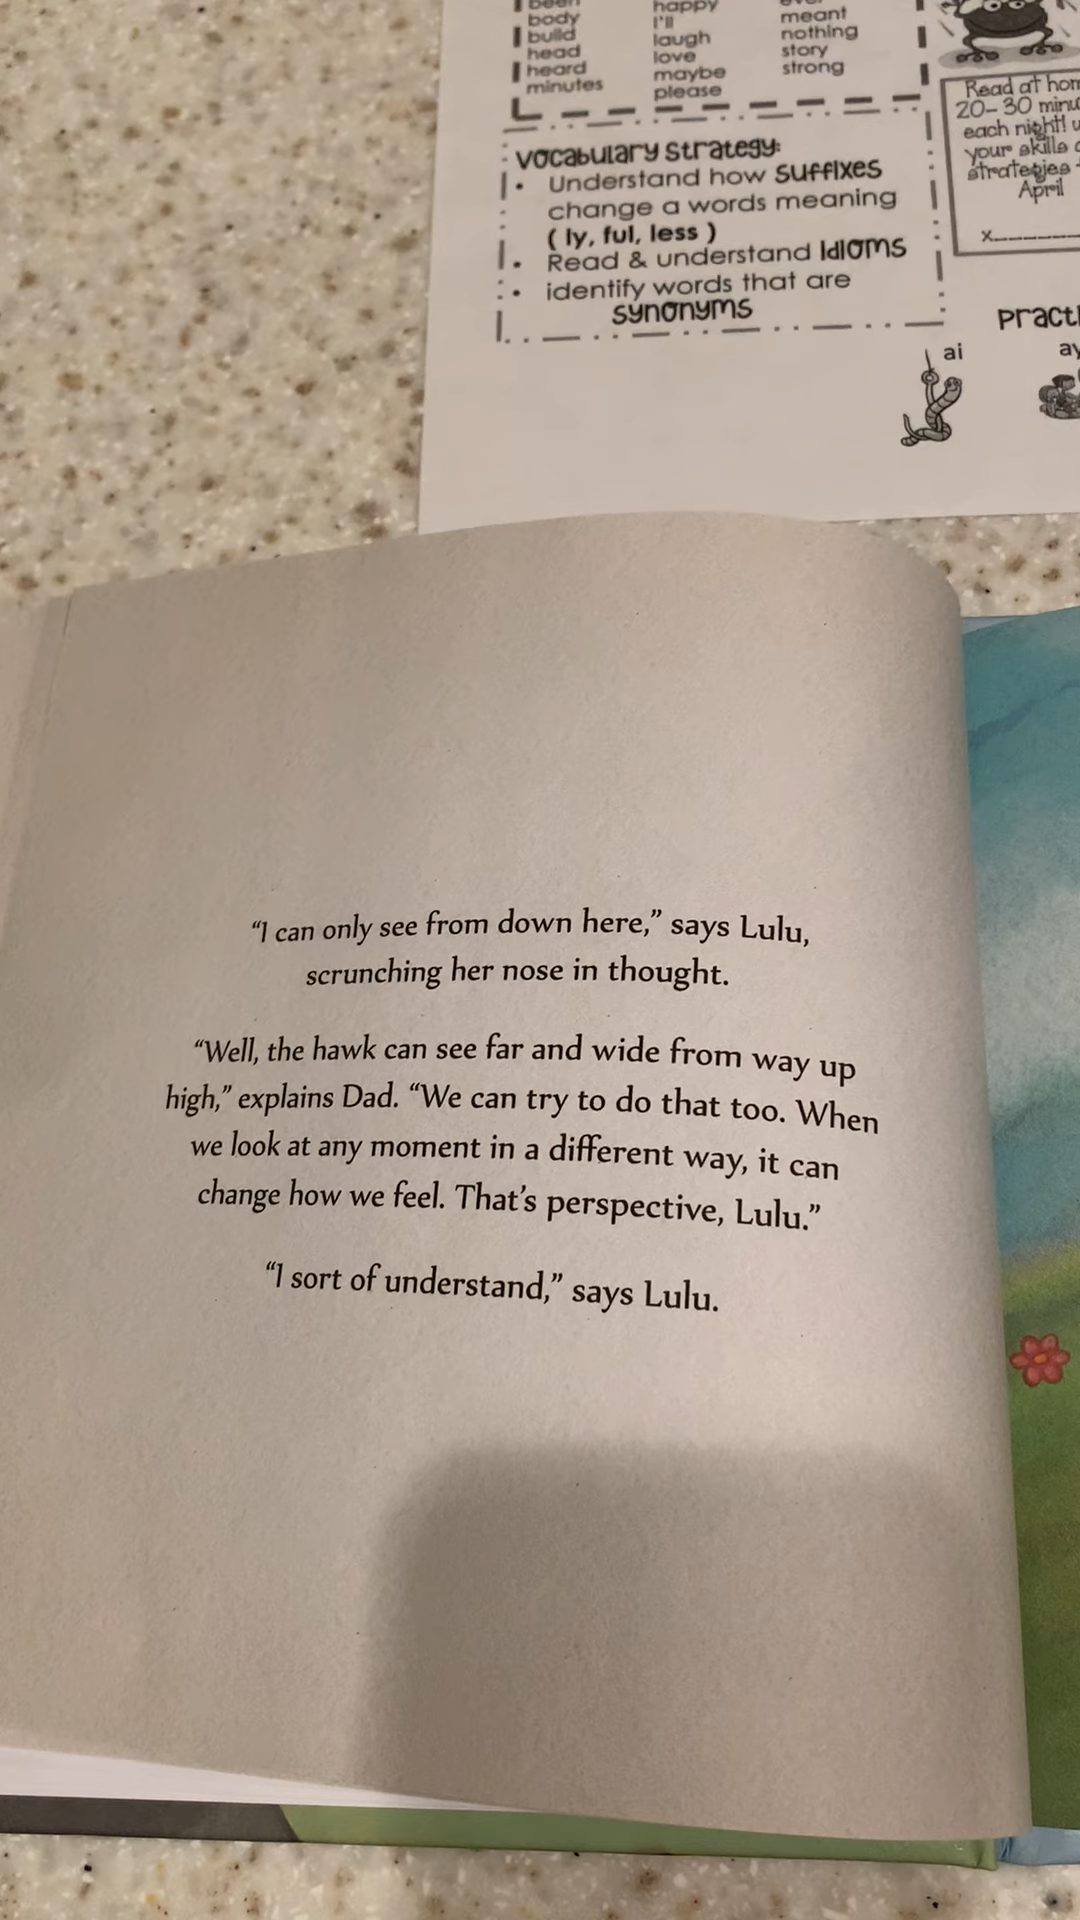 been
body
build
head
heard
minutes
happy
I'll
laugh
love
maybe
please
meant
nothing
story
strong
Read at
20-30
each night!
your skills
strategies
April
x
Vocabulary Strategy:
• Understand how Suffixes
change a words meaning
( ly, ful, less )
• Read & understand Idioms
• identify words that are
synonyms
ai
“I can only see from down here,” says Lulu,
scrunching her nose in thought.
“Well, the hawk can see far and wide from way up
high,” explains Dad. “We can try to do that too. When
we look at any moment in a different way, it can
change how we feel. That’s perspective, Lulu.”
“I sort of understand,” says Lulu.